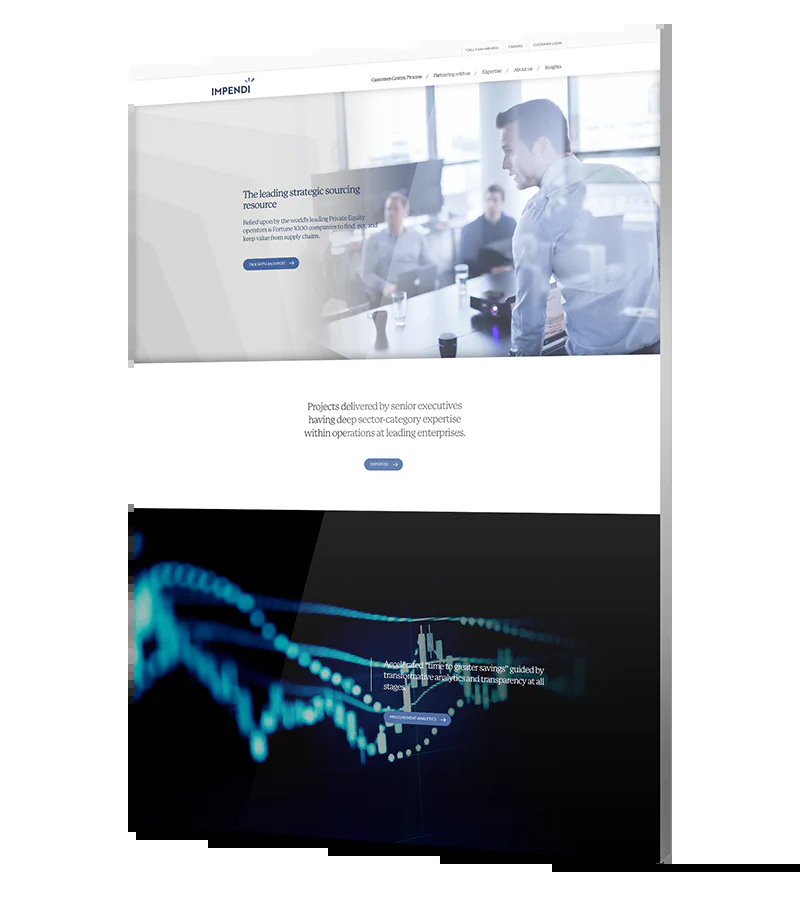 CAREERS
CUSTOMER LOGIN
IMPENDI
Customer-Centric Process / Partnering with us / Expertise / About us / Insights
The leading strategic sourcing
resource
Relied upon by the world's leading Private Equity
operators & Fortune 1000 companies to find, get, and
keep value from supply chains.
TALK WITH AN EXPERT
Projects delivered by senior executives
having deep sector-category expertise
within operations at leading enterprises.
EXPERTISE
Accelerated "time to greater savings" guided by
transformative analytics and transparency at all
stages.
PROCUREMENT ANALYTICS